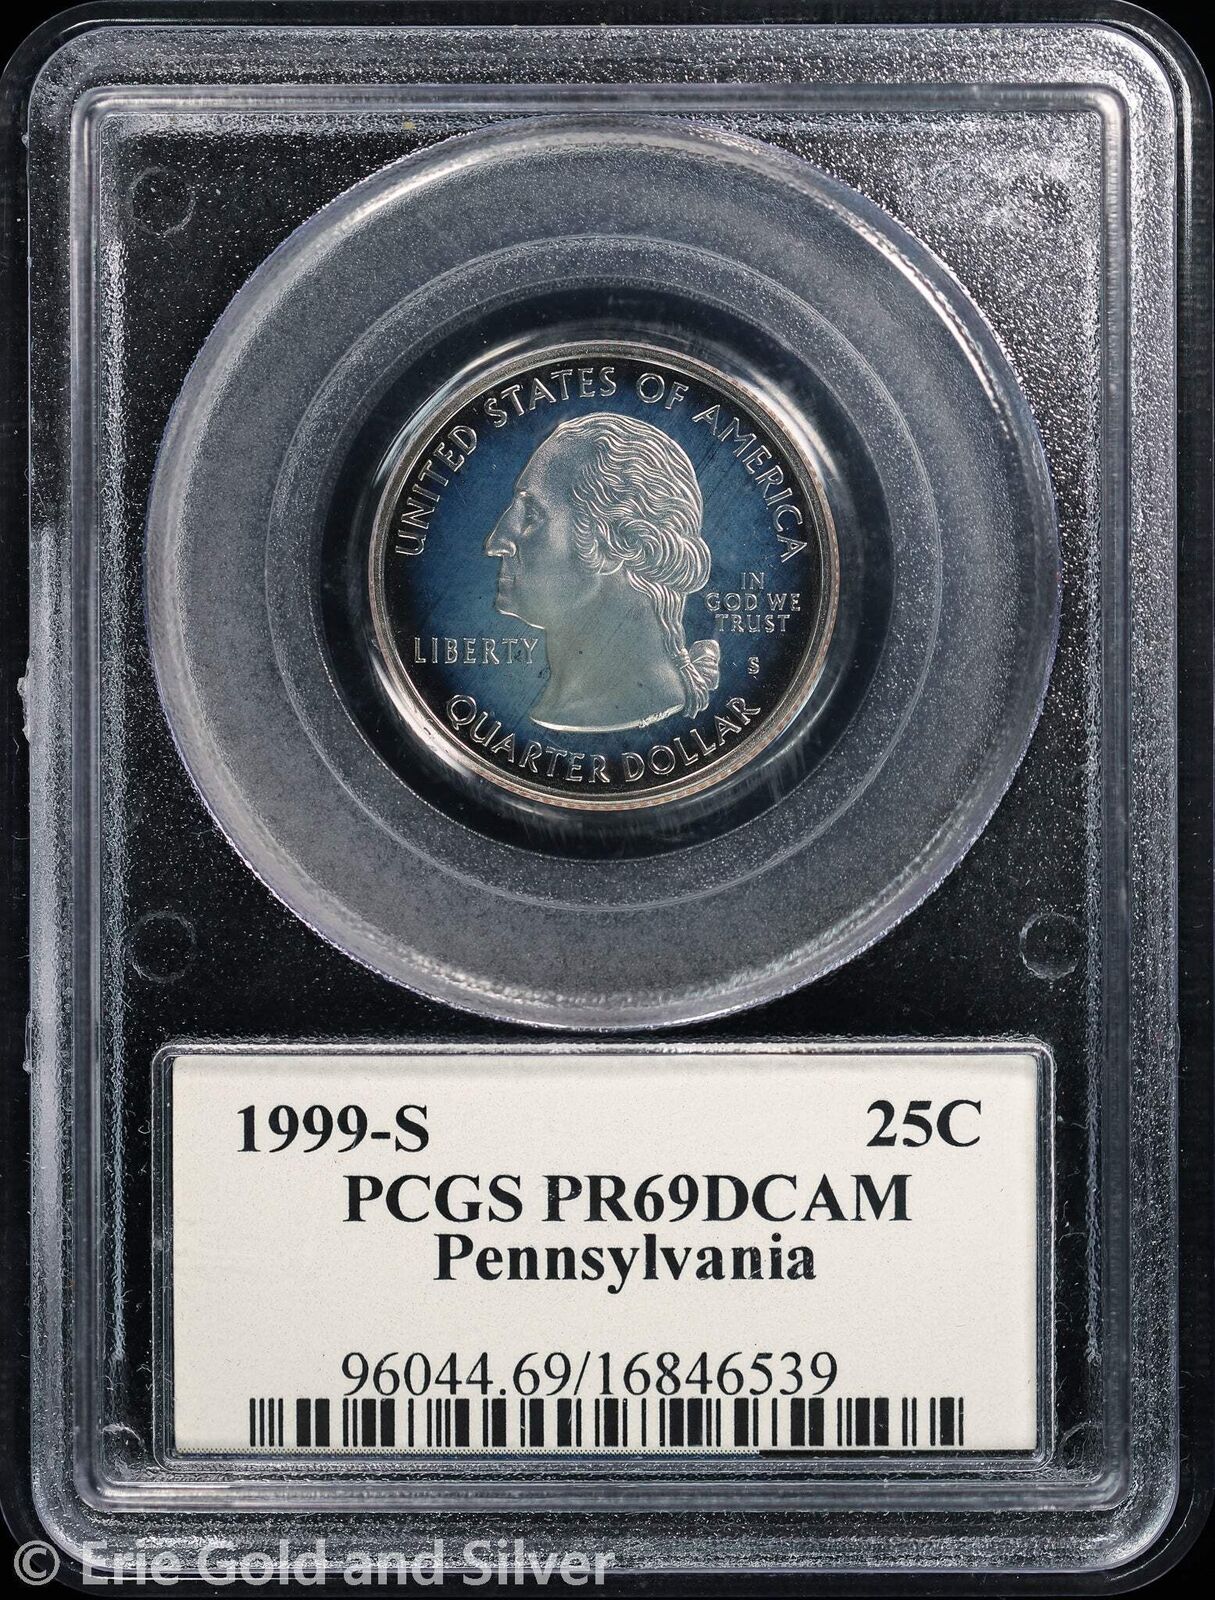 UNITED STATES OF AMERICA
IN
GOD WE
TRUST
LIBERTY
S
QUARTER DOLLAR
1999-S 25C
PCGS PR69DCAM
Pennsylvania
96044.69/16846539
© Erie Gold and Silver